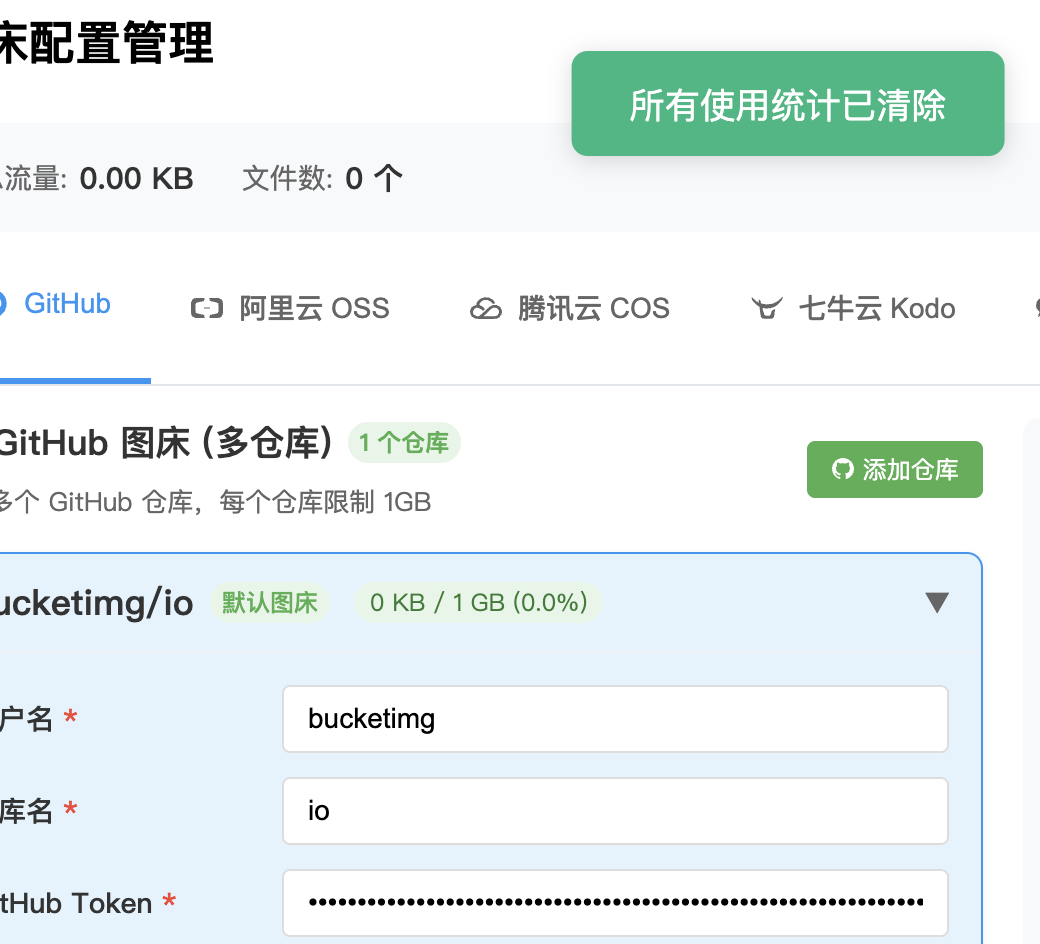 床配置管理
所有使用统计已清除
流量: 0.00 KB 文件数: 0 个
GitHub 阿里云 OSS 腾讯云 COS 七牛云 Kodo
GitHub 图床 (多仓库) 1 个仓库
添加仓库
多个 GitHub 仓库，每个仓库限制 1GB
ucketimg/io 默认图床 0 KB / 1 GB (0.0%) ▼
户名 * bucketimg
库名 * io
tHub Token * ••••••••••••••••••••••••••••••••••••••••••••••••••••••••••••••